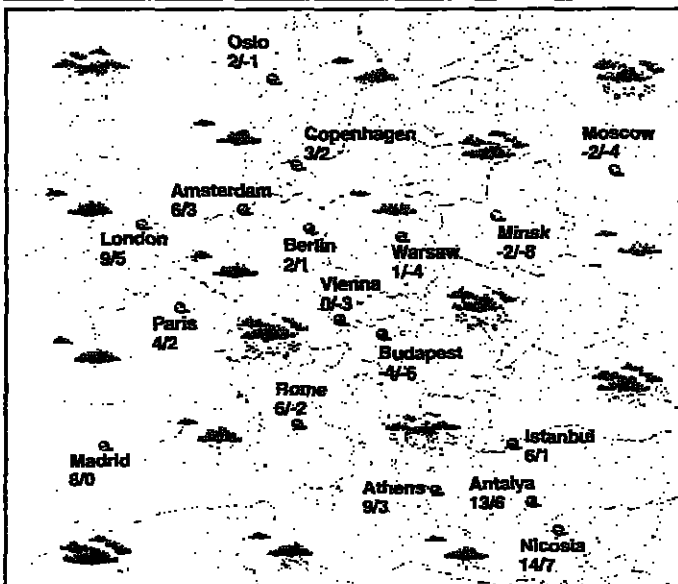 Oslo
2/-1
Copenhagen
3/2
Moscow
-2/-4
Amsterdam
6/3
London
9/5
Berlin
2/1
Warsaw
1/-4
Minsk
-2/-8
Vienna
0/-3
Paris
4/2
Budapest
-4/-6
Rome
6/-2
Madrid
8/0
Istanbul
6/1
Athens
9/3
Antalya
13/6
Nicosia
14/7